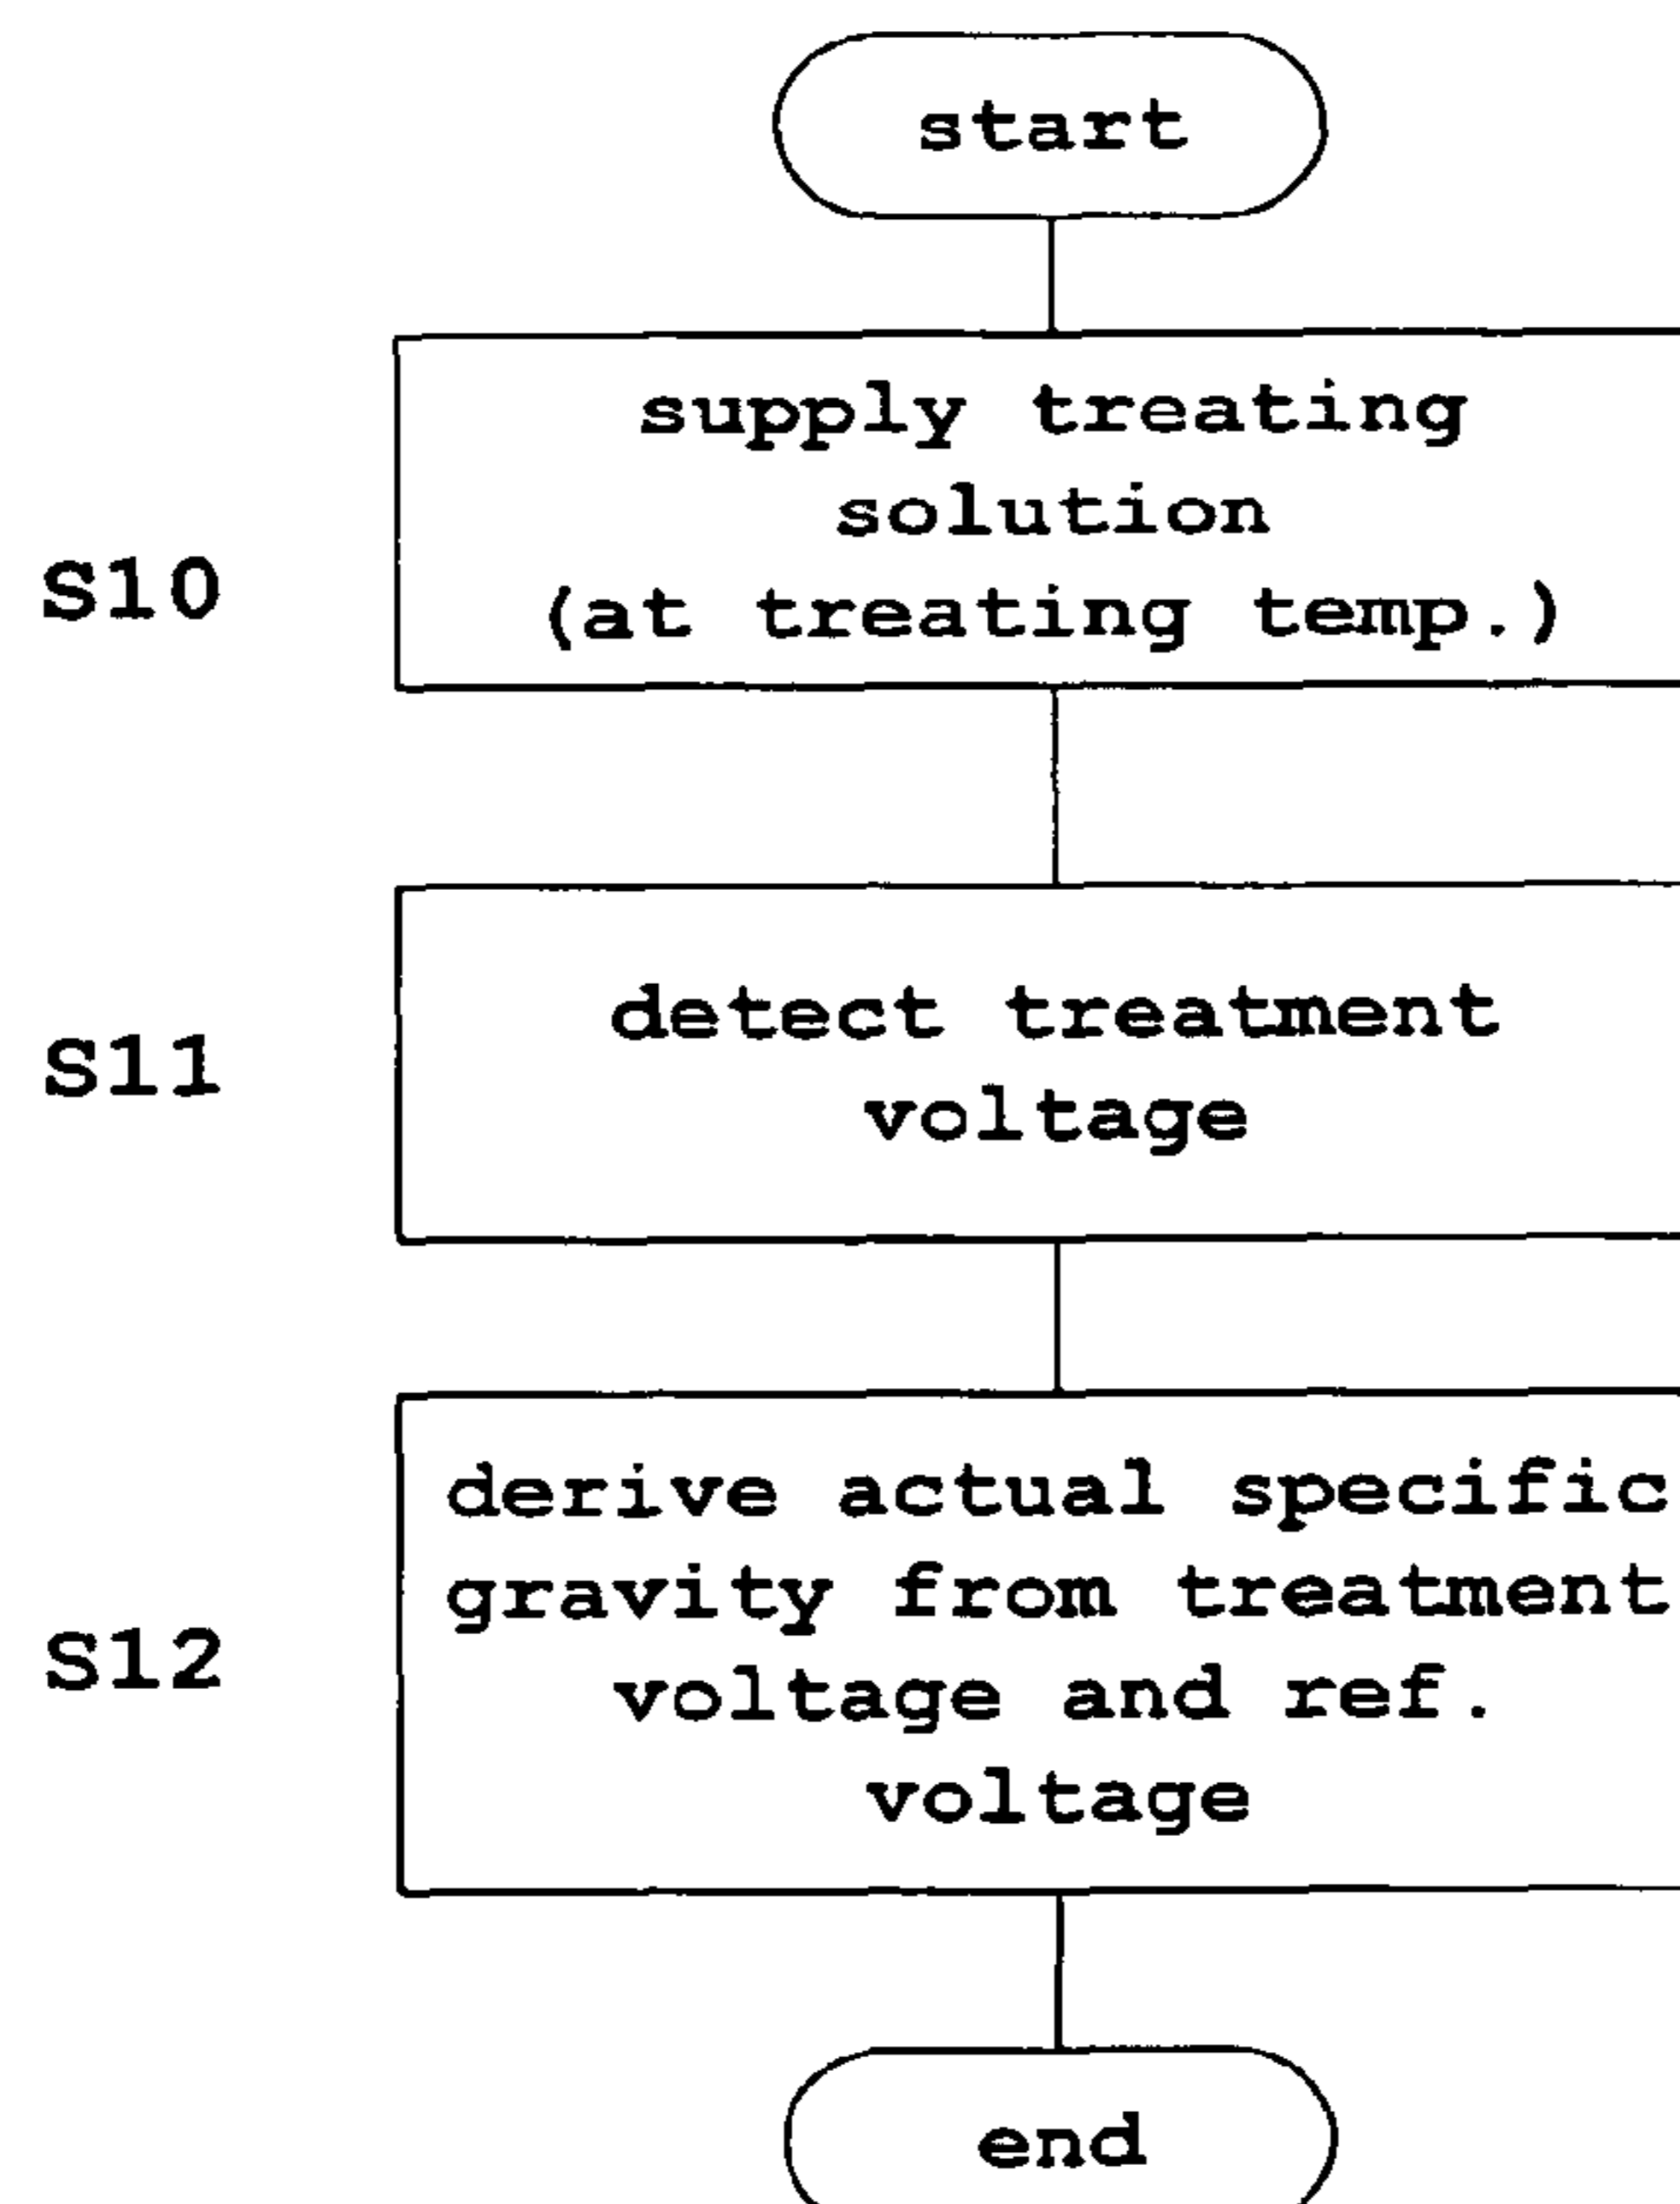 start
supply treating
solution
(at treating temp.)
S10
detect treatment
voltage
S11
derive actual specific
gravity from treatment
voltage and ref.
voltage
S12
end